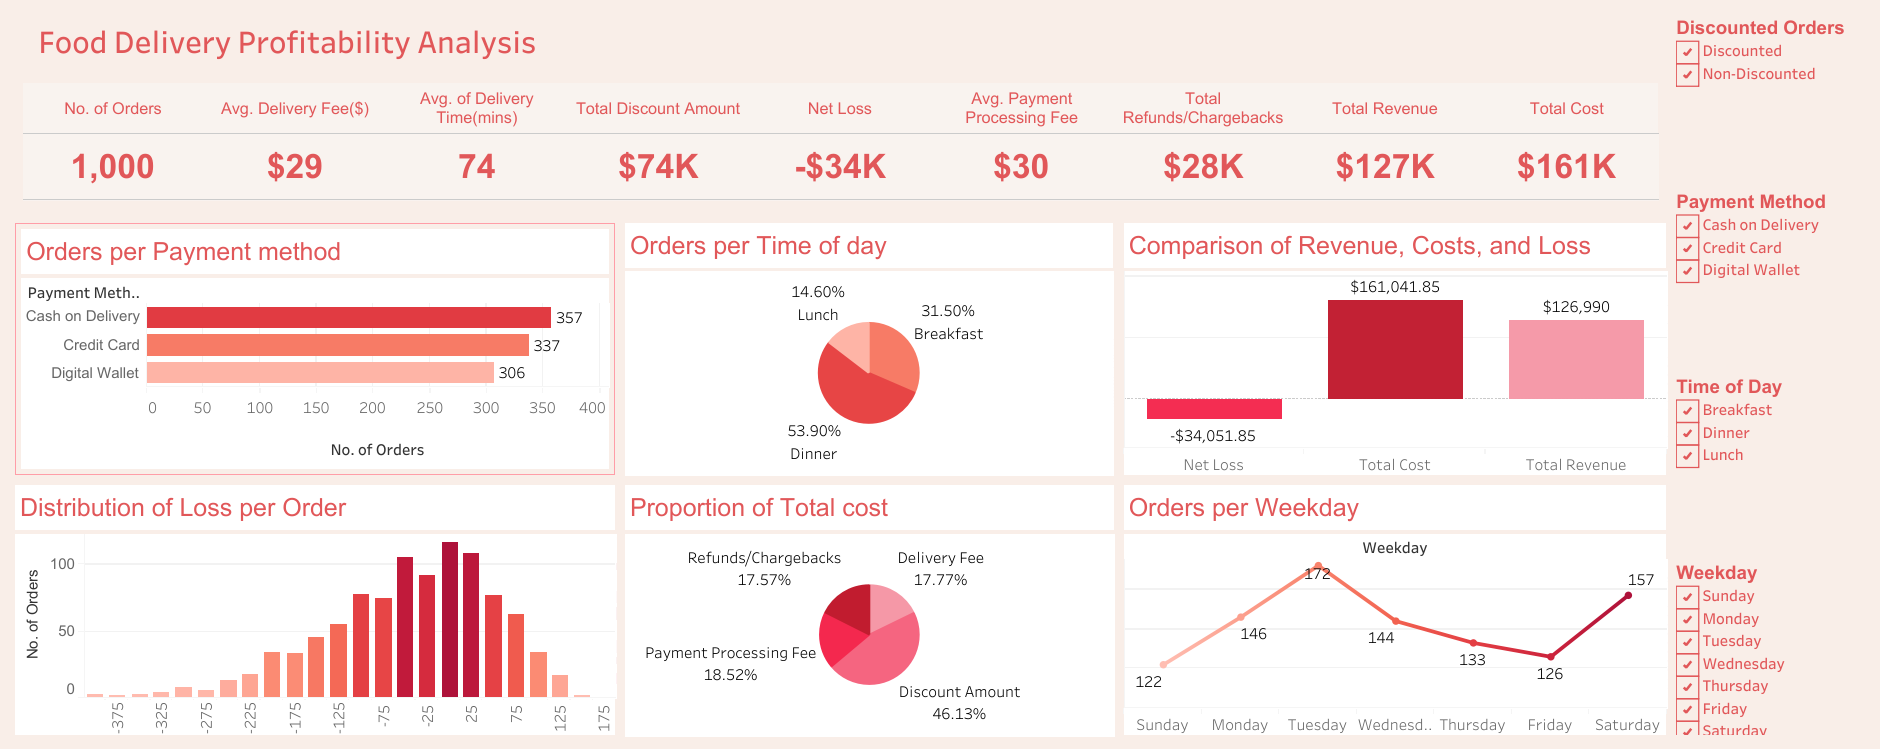 Food Delivery Profitability Analysis
No. of Orders
Avg. Delivery Fee($)
Avg. of Delivery
Time(mins)
Total Discount Amount
Net Loss
Avg. Payment
Processing Fee
Total
Refunds/Chargebacks
Total Revenue
Total Cost
1,000
$29
74
$74K
-$34K
$30
$28K
$127K
$161K
Orders per Payment method
Payment Meth..
Cash on Delivery
357
Credit Card
337
Digital Wallet
306
0 50 100 150 200 250 300 350 400
No. of Orders
Orders per Time of day
14.60%
Lunch
31.50%
Breakfast
53.90%
Dinner
Comparison of Revenue, Costs, and Loss
$161,041.85
$126,990
-$34,051.85
Net Loss
Total Cost
Total Revenue
Distribution of Loss per Order
No. of Orders
100
50
0
-375 -325 -275 -225 -175 -125 -75 -25 25 75 125 175
Proportion of Total cost
Refunds/Chargebacks
17.57%
Delivery Fee
17.77%
Payment Processing Fee
18.52%
Discount Amount
46.13%
Orders per Weekday
Weekday
122
146
172
144
133
126
157
Sunday Monday Tuesday Wednesd.. Thursday Friday Saturday
Discounted Orders
Discounted
Non-Discounted
Payment Method
Cash on Delivery
Credit Card
Digital Wallet
Time of Day
Breakfast
Dinner
Lunch
Weekday
Sunday
Monday
Tuesday
Wednesday
Thursday
Friday
Saturday